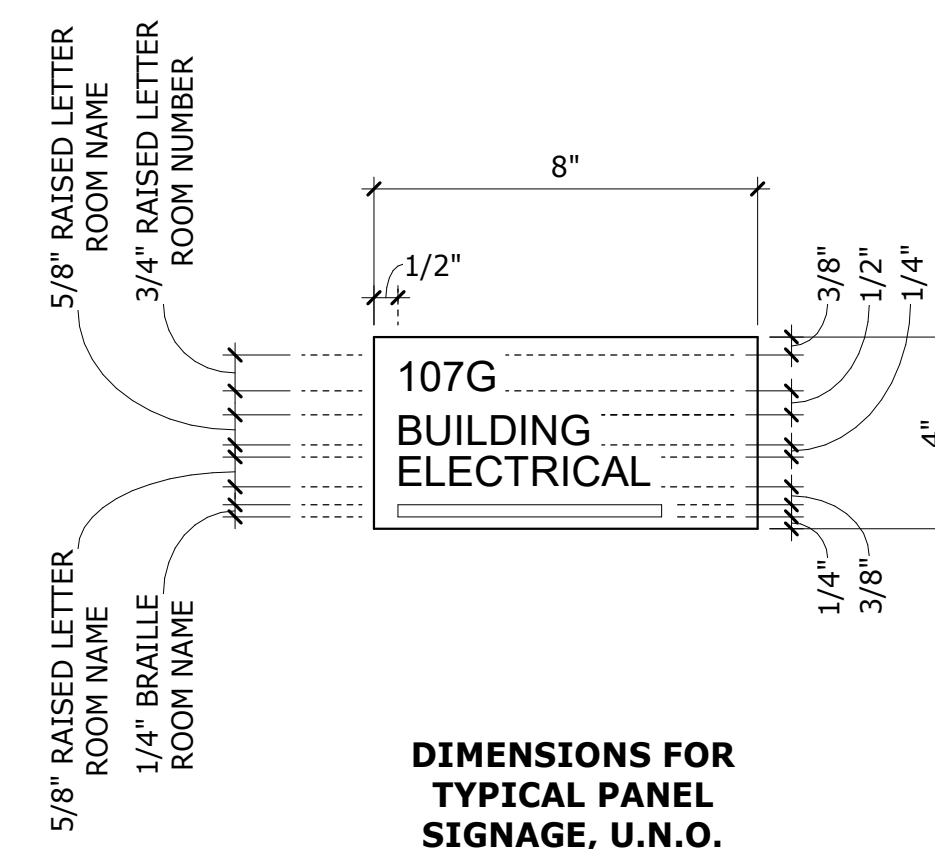 5/8" RAISED LETTER
ROOM NAME
3/4" RAISED LETTER
ROOM NUMBER
8"
1/2"
3/8"
1/2"
1/4"
107G
BUILDING
ELECTRICAL
4"
5/8" RAISED LETTER
ROOM NAME
1/4" BRAILLE
ROOM NAME
1/4"
3/8"
DIMENSIONS FOR
TYPICAL PANEL
SIGNAGE, U.N.O.